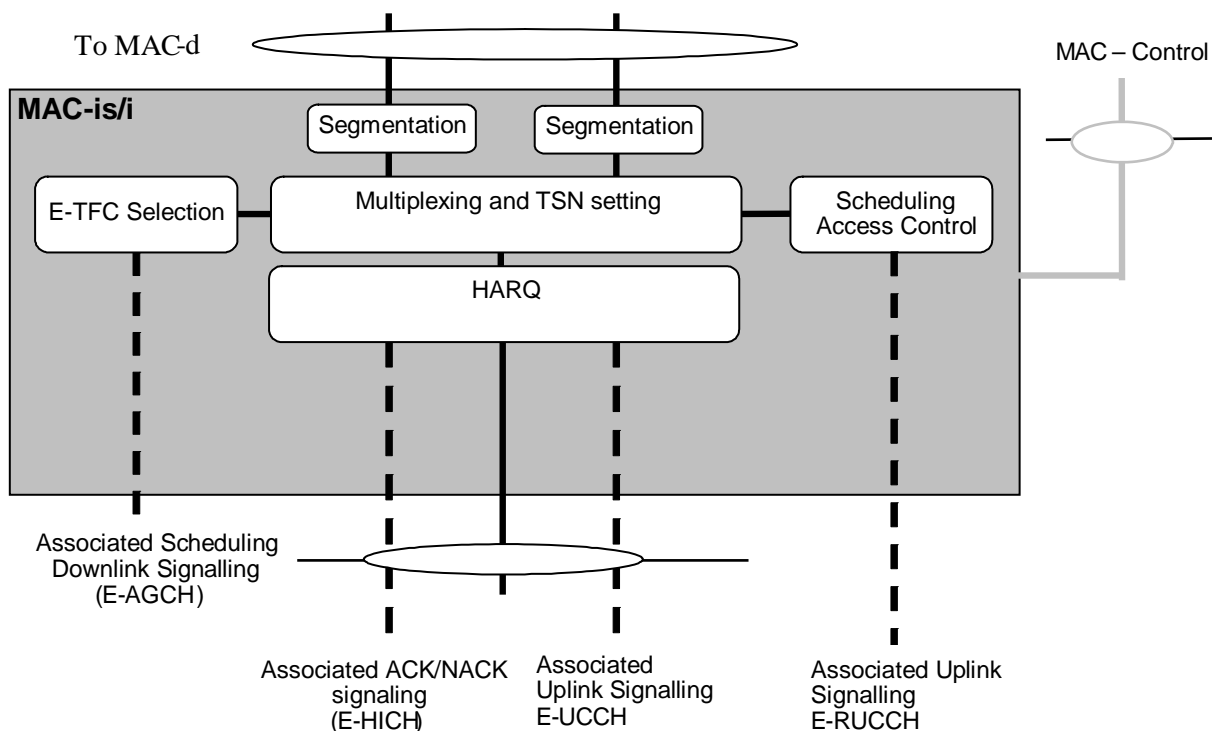 To MAC-d
MAC – Control
MAC-is/i
Segmentation
Segmentation
E-TFC Selection
Multiplexing and TSN setting
Scheduling
Access Control
HARQ
Associated Scheduling
Downlink Signalling
(E-AGCH)
Associated ACK/NACK
signaling
(E-HICH)
Associated
Uplink Signalling
E-UCCH
Associated Uplink
Signalling
E-RUCCH